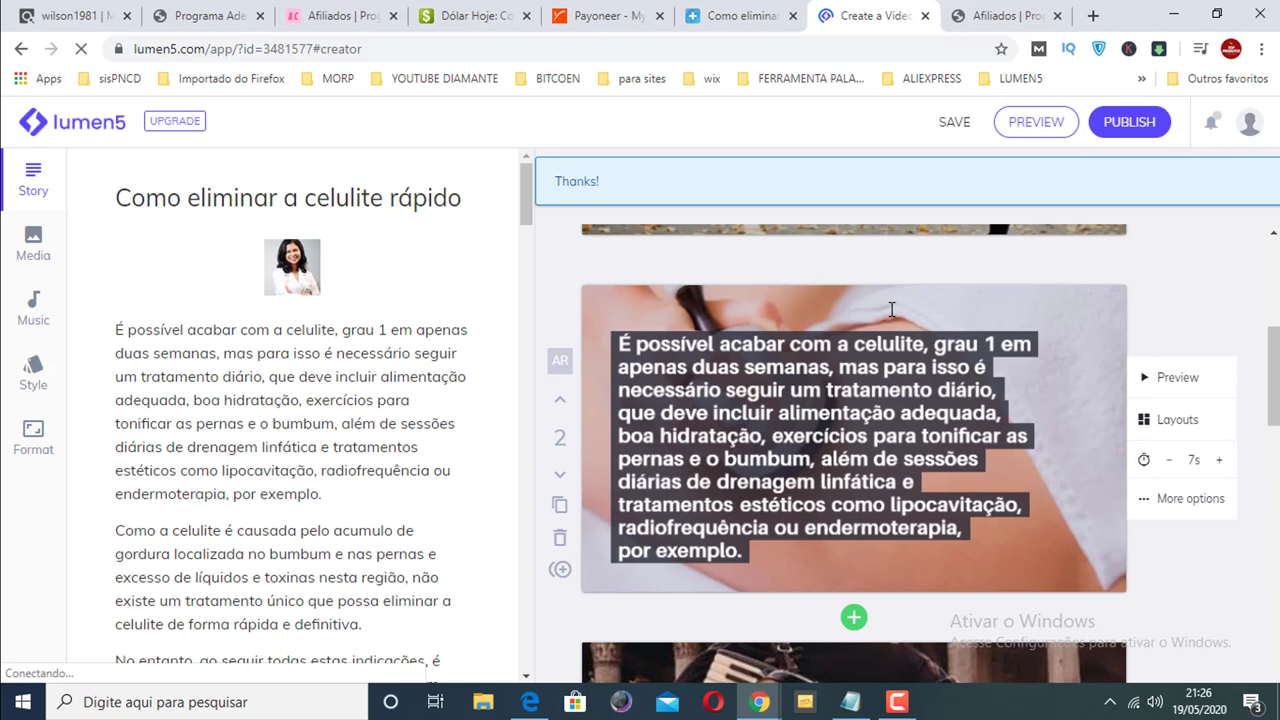 wilson1981 | M
Programa Ade
Afiliados | Prog
Dólar Hoje: Co
Payoneer - My
Como eliminar
Create a Video
Afiliados | Prog
lumen5.com/app/?id=3481577#creator
Apps
sisPNCD
Importado do Firefox
MORP
YOUTUBE DIAMANTE
BITCOEN
para sites
wix
FERRAMENTA PALA...
ALIEXPRESS
LUMEN5
»
Outros favoritos
lumen5
UPGRADE
SAVE
PREVIEW
PUBLISH
Story
Media
Music
Style
Format
Como eliminar a celulite rápido
É possível acabar com a celulite, grau 1 em apenas
duas semanas, mas para isso é necessário seguir
um tratamento diário, que deve incluir alimentação
adequada, boa hidratação, exercícios para
tonificar as pernas e o bumbum, além de sessões
diárias de drenagem linfática e tratamentos
estéticos como lipocavitação, radiofrequência ou
endermoterapia, por exemplo.
Como a celulite é causada pelo acumulo de
gordura localizada no bumbum e nas pernas e
excesso de líquidos e toxinas nesta região, não
existe um tratamento único que possa eliminar a
celulite de forma rápida e definitiva.
No entanto, ao seguir todas estas indicações, é
Conectando...
Thanks!
AR
2
É possível acabar com a celulite, grau 1 em
apenas duas semanas, mas para isso é
necessário seguir um tratamento diário,
que deve incluir alimentação adequada,
boa hidratação, exercícios para tonificar as
pernas e o bumbum, além de sessões
diárias de drenagem linfática e
tratamentos estéticos como lipocavitação,
radiofrequência ou endermoterapia,
por exemplo.
Preview
Layouts
− 7s +
More options
Ativar o Windows
Acesse Configurações para ativar o Windows.
Digite aqui para pesquisar
21:26
19/05/2020
3